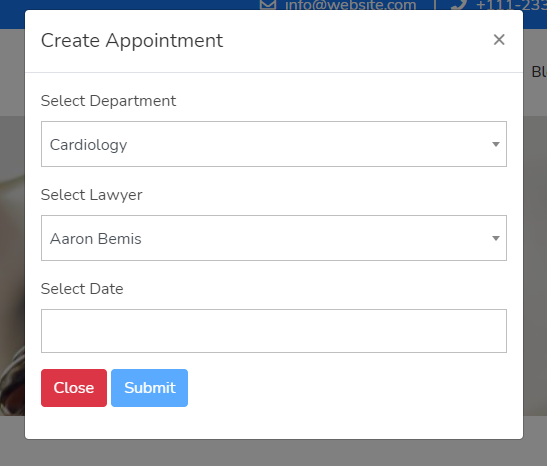 info@website.com +111-233
Create Appointment ×
Bl
Select Department
Cardiology
Select Lawyer
Aaron Bemis
Select Date
Close Submit